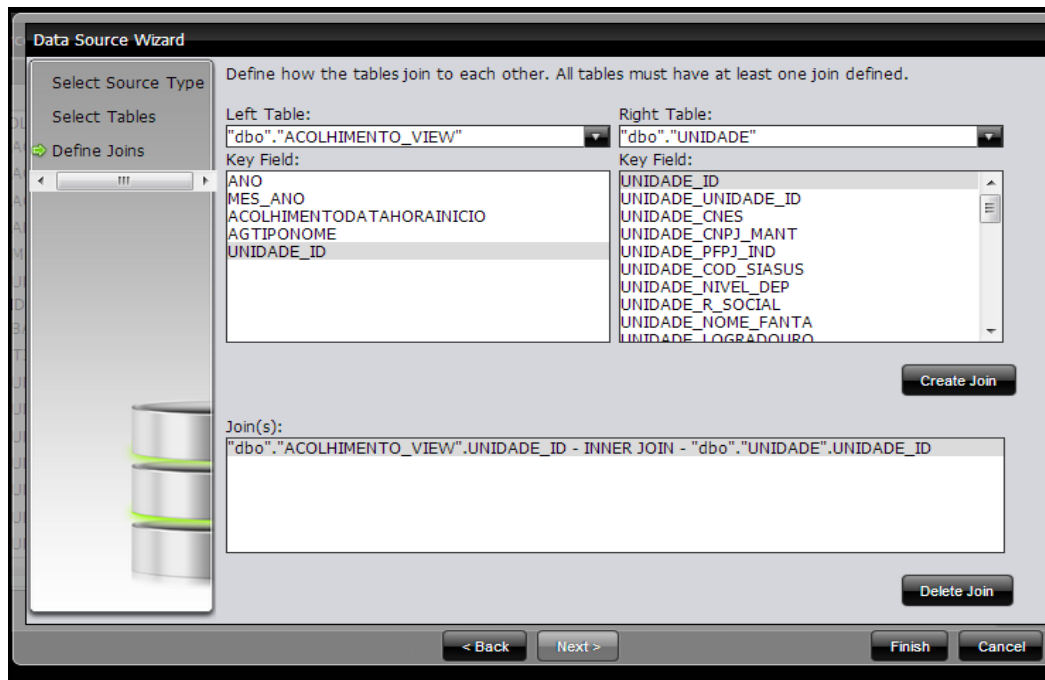 Data Source Wizard
Select Source Type
Select Tables
Define Joins
Define how the tables join to each other. All tables must have at least one join defined.
Left Table:
"dbo"."ACOLHIMENTO_VIEW"
Key Field:
ANO
MES_ANO
ACOLHIMENTODATAHORAINICIO
AGTIPONOME
UNIDADE_ID
Right Table:
"dbo"."UNIDADE"
Key Field:
UNIDADE_ID
UNIDADE_UNIDADE_ID
UNIDADE_CNES
UNIDADE_CNPJ_MANT
UNIDADE_PFPJ_IND
UNIDADE_COD_SIASUS
UNIDADE_NIVEL_DEP
UNIDADE_R_SOCIAL
UNIDADE_NOME_FANTA
UNIDADE_LOGRADOURO
Create Join
Join(s):
"dbo"."ACOLHIMENTO_VIEW".UNIDADE_ID - INNER JOIN - "dbo"."UNIDADE".UNIDADE_ID
Delete Join
< Back
Next >
Finish
Cancel